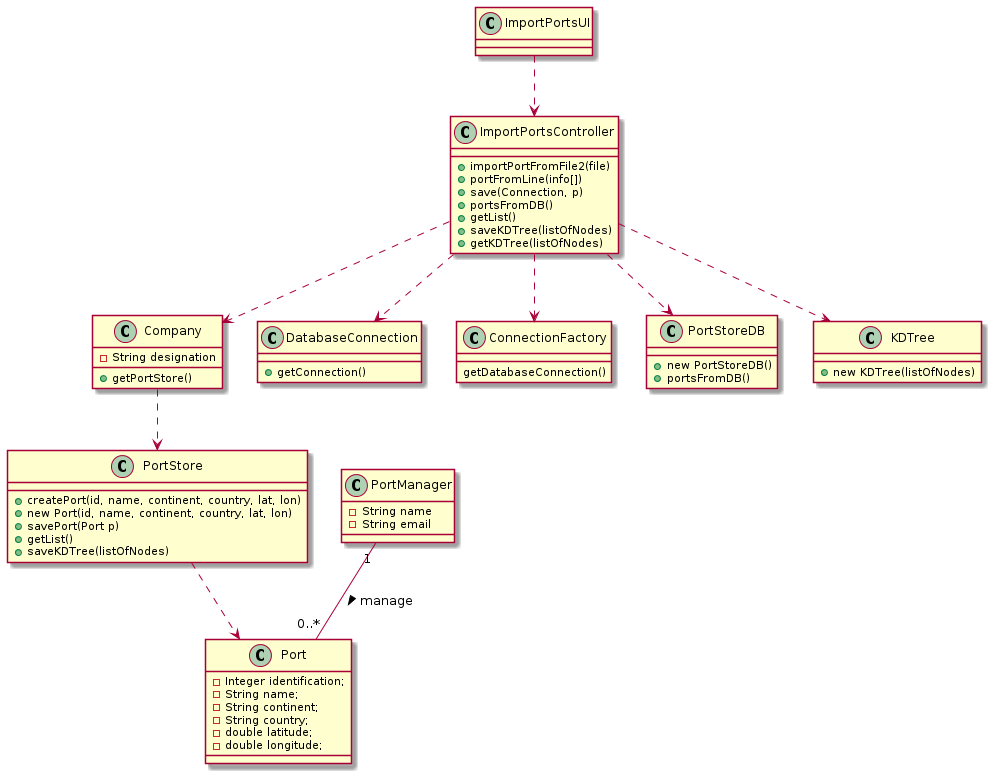 C ImportPortsUI
C ImportPortsController
importPortFromFile2(file)
portFromLine(info[])
save(Connection, p)
portsFromDB()
getList()
saveKDTree(listOfNodes)
getKDTree(listOfNodes)
C Company
String designation
getPortStore()
C DatabaseConnection
getConnection()
C ConnectionFactory
getDatabaseConnection()
C PortStoreDB
new PortStoreDB()
portsFromDB()
C KDTree
new KDTree(listOfNodes)
C PortStore
createPort(id, name, continent, country, lat, lon)
new Port(id, name, continent, country, lat, lon)
savePort(Port p)
getList()
saveKDTree(listOfNodes)
C PortManager
String name
String email
1
manage
0..*
C Port
Integer identification;
String name;
String continent;
String country;
double latitude;
double longitude;